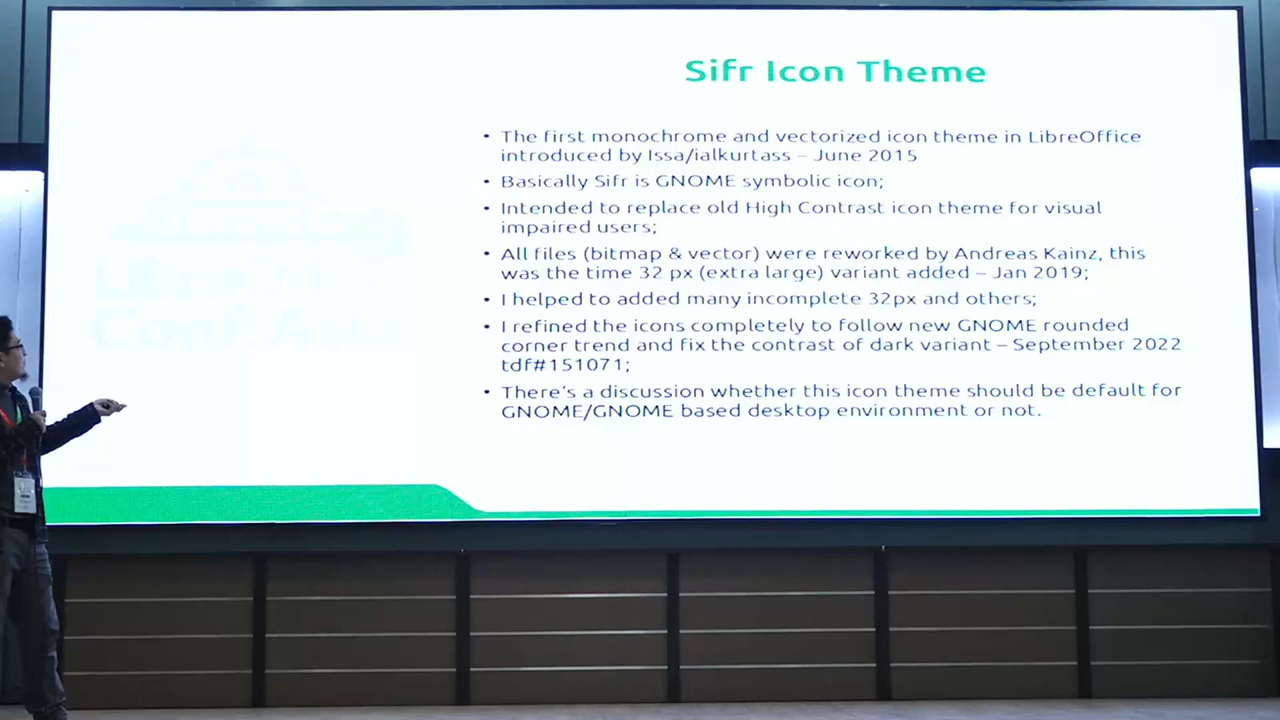 Sifr Icon Theme
• The first monochrome and vectorized icon theme in LibreOffice
introduced by Issa/ialkurtass – June 2015
• Basically Sifr is GNOME symbolic icon;
• Intended to replace old High Contrast icon theme for visual
impaired users;
• All files (bitmap & vector) were reworked by Andreas Kainz, this
was the time 32 px (extra large) variant added – Jan 2019;
• I helped to added many incomplete 32px and others;
• I refined the icons completely to follow new GNOME rounded
corner trend and fix the contrast of dark variant – September 2022
tdf#151071;
• There's a discussion whether this icon theme should be default for
GNOME/GNOME based desktop environment or not.
LibreOffice
Conf Asia